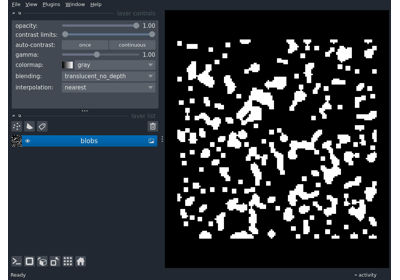 File View Plugins Window Help
layer controls
opacity: 1.00
contrast limits:
auto-contrast: once continuous
gamma: 1.00
colormap: gray
blending: translucent_no_depth
interpolation: nearest
layer list
blobs
Ready
activity